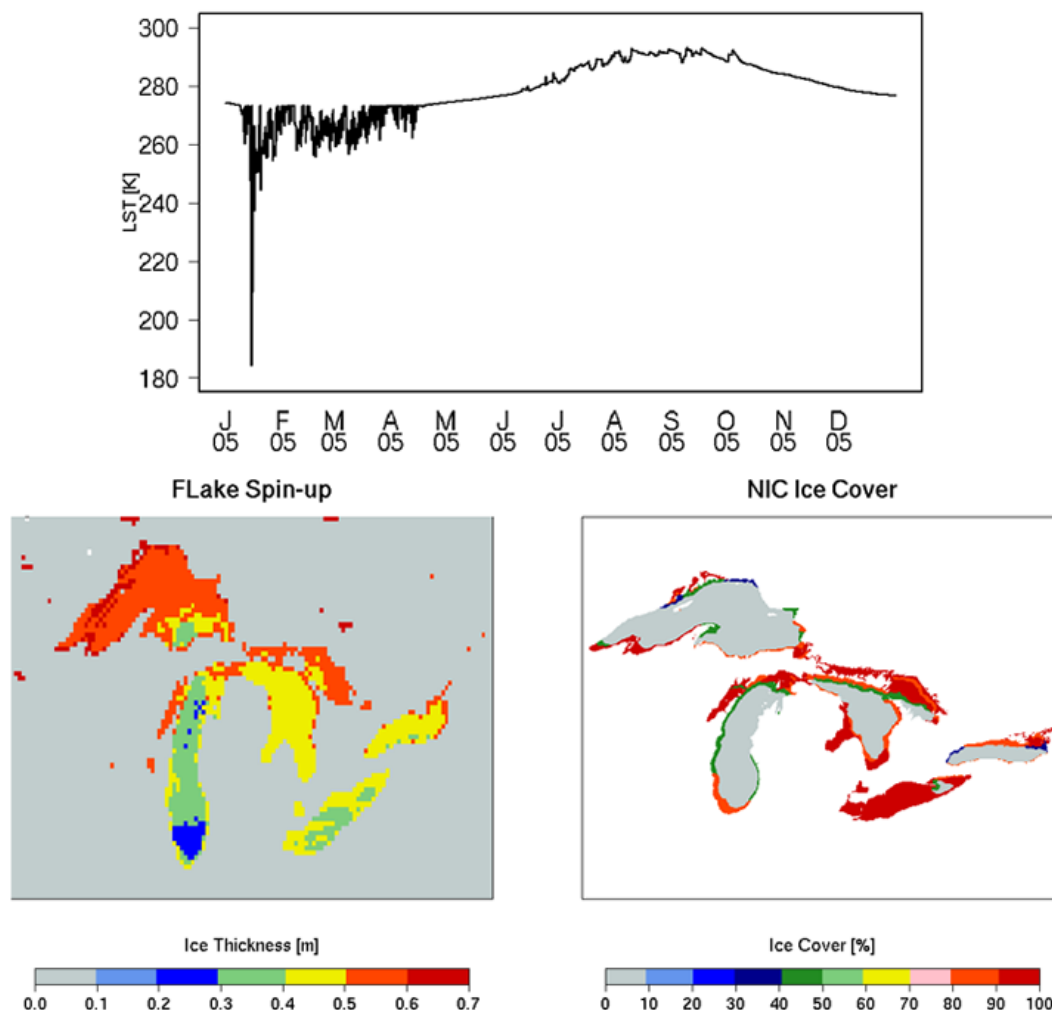 300
280
260
240
220
200
180
LST [K]
J F M A M J J A S O N D
05 05 05 05 05 05 05 05 05 05 05 05
FLake Spin-up
NIC Ice Cover
Ice Thickness [m]
0.0 0.1 0.2 0.3 0.4 0.5 0.6 0.7
Ice Cover [%]
0 10 20 30 40 50 60 70 80 90 100